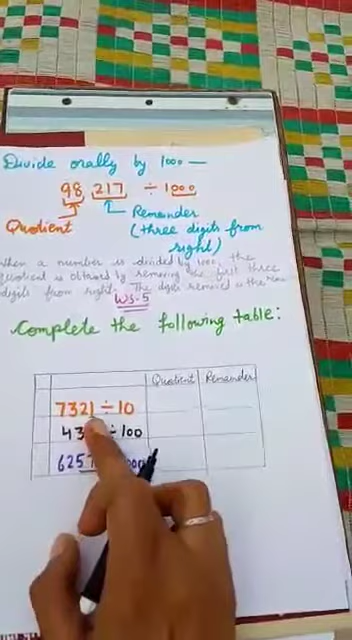 Divide orally by 1000 —
98,217 ÷ 1000
Quotient
Remainder
(three digits from
right)
When a number is divided by 1000, the
quotient is obtained by removing the first three
digits from right. The digits removed is the
WS-5
Complete the following table:
Quotient Remainder
7321 ÷ 10
÷ 100